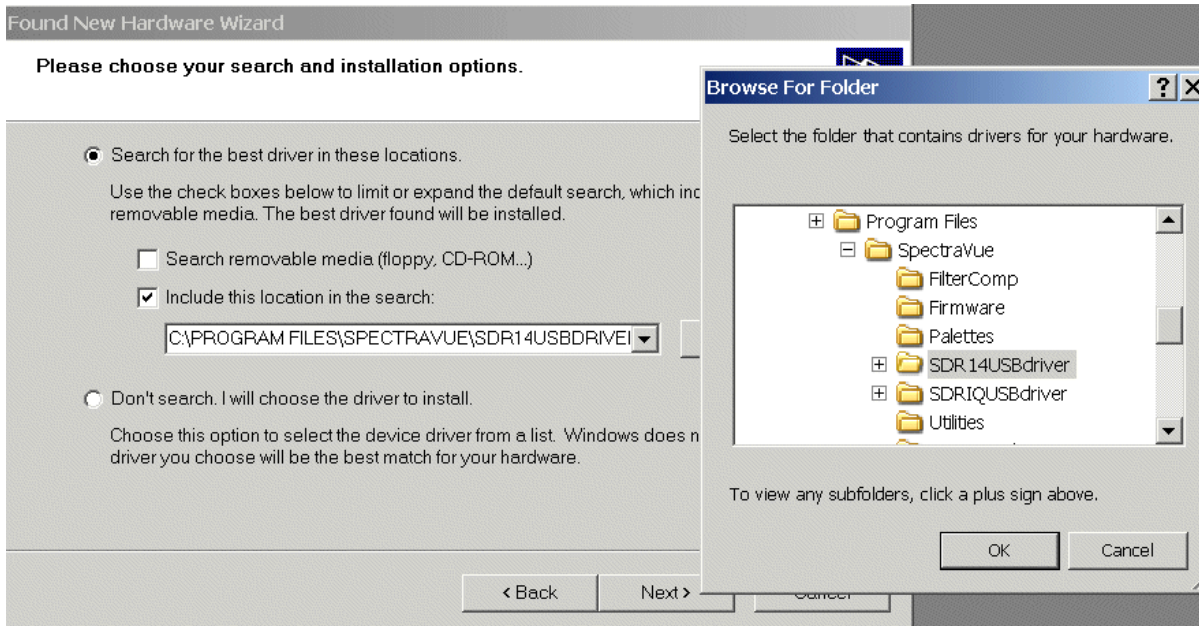 Found New Hardware Wizard
Please choose your search and installation options.
Search for the best driver in these locations.
Use the check boxes below to limit or expand the default search, which inc
removable media. The best driver found will be installed.
Search removable media (floppy, CD-ROM...)
Include this location in the search:
C:\PROGRAM FILES\SPECTRAVUE\SDR14USBDRIVE
Don't search. I will choose the driver to install.
Choose this option to select the device driver from a list. Windows does n
driver you choose will be the best match for your hardware.
< Back
Next >
Cancel
Browse For Folder
Select the folder that contains drivers for your hardware.
Program Files
SpectraVue
FilterComp
Firmware
Palettes
SDR14USBdriver
SDRIQUSBdriver
Utilities
To view any subfolders, click a plus sign above.
OK
Cancel